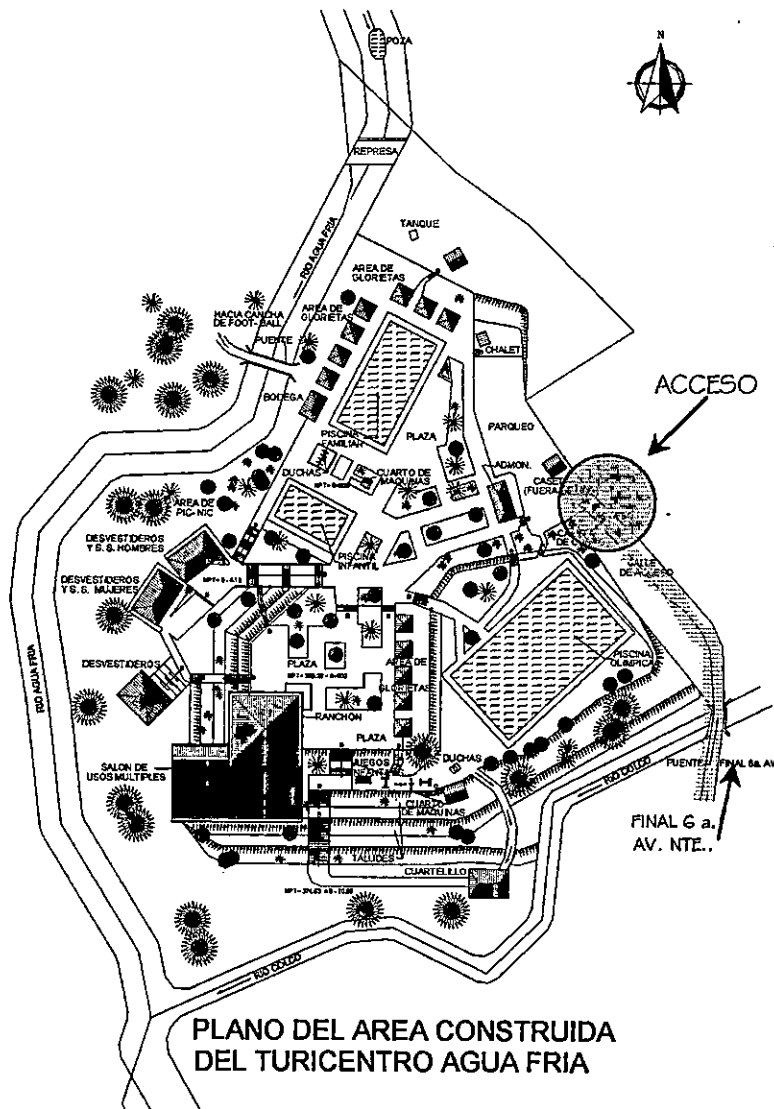 POZA
N
REPRESA
TANQUE
RIO AGUA FRIA
AREA DE
GLORIETAS
HACIA CANCHA
DE FOOT-BALL
AREA DE
GLORIETAS
PUENTE
CHALET
ACCESO
BODEGA
PARQUEO
PISCINA
FAMILIAR
PLAZA
DUCHAS
CUARTO DE
MAQUINAS
ADMON.
(FUERA
AREA DE
PIC-NIC
DESVESTIDEROS
Y S. S. HOMBRES
PISCINA
INFANTIL
CALLE
DE ACCESO
DESVESTIDEROS
Y S. S. MUJERES
DESVESTIDEROS
PLAZA
AREA DE
GLORIETAS
PISCINA
OLIMPICA
RIO AGUA FRIA
RANCHON
PLAZA
SALON DE
USOS MULTIPLES
JUEGOS
DUCHAS
PUENTE
FINAL 6a. AV.
RIO COLCO
CUARTO
DE MAQUINAS
FINAL 6 a.
AV. NTE..
TALUDES
CUARTELILLO
RIO COLCO
PLANO DEL AREA CONSTRUIDA
DEL TURICENTRO AGUA FRIA